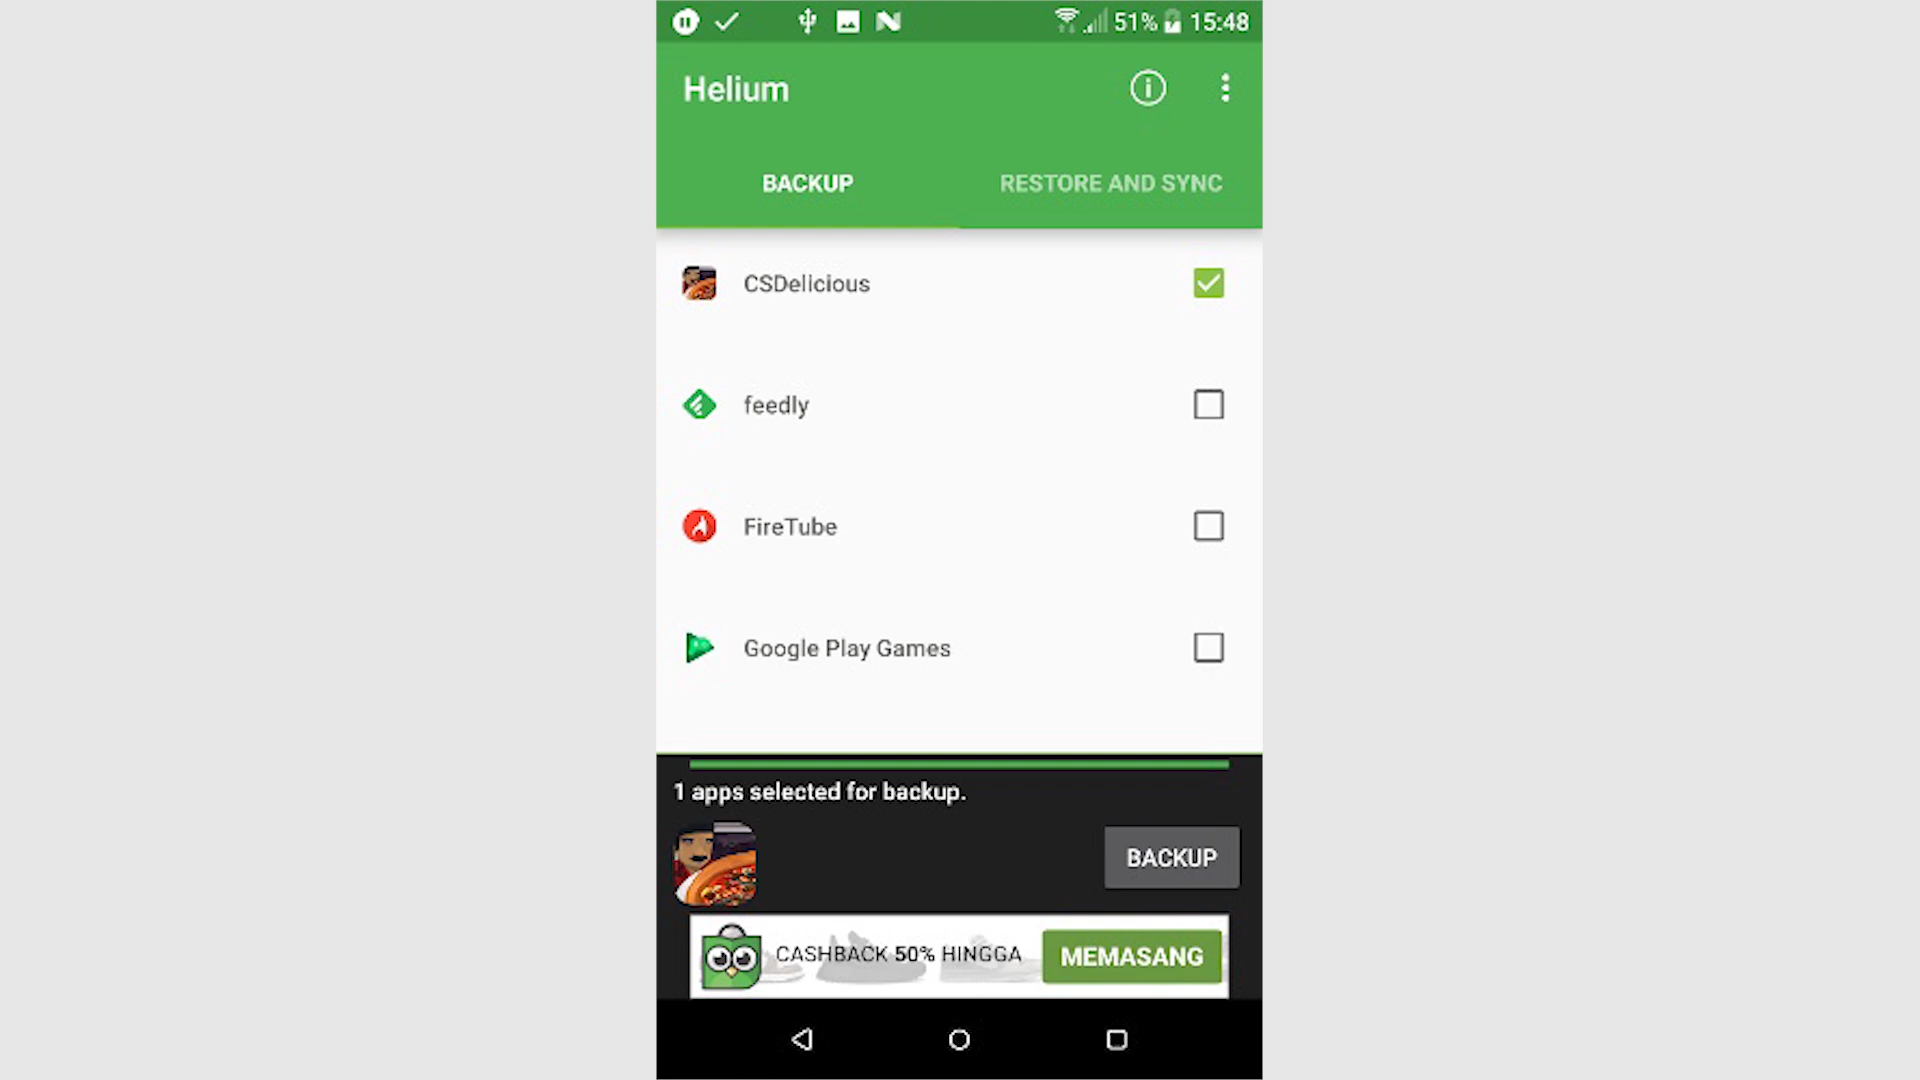 51% 15:48
Helium
BACKUP RESTORE AND SYNC
CSDelicious
feedly
FireTube
Google Play Games
1 apps selected for backup.
BACKUP
CASHBACK 50% HINGGA MEMASANG